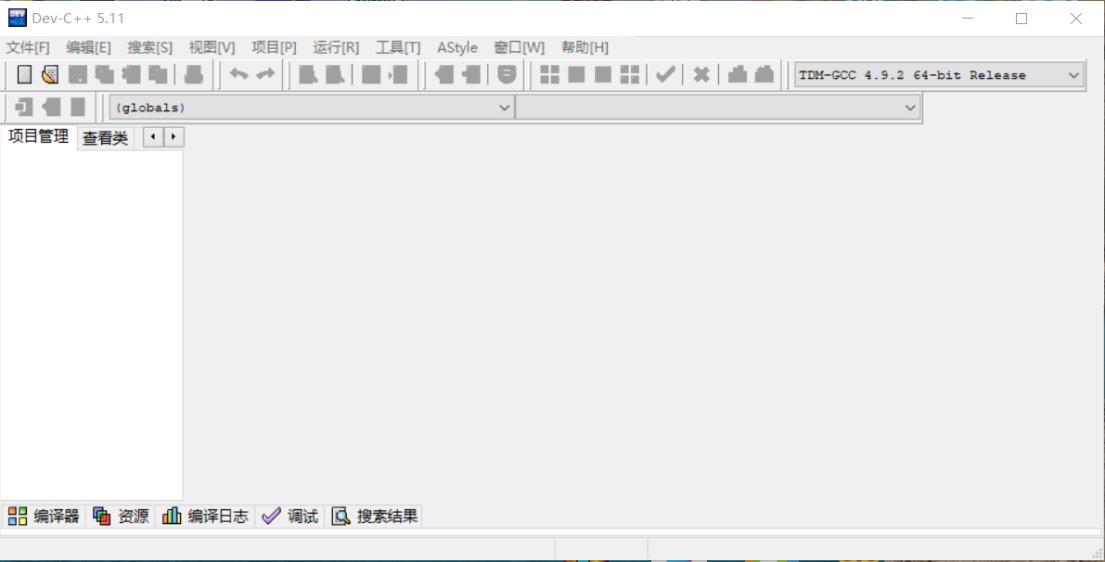 Dev-C++ 5.11
文件[F] 编辑[E] 搜索[S] 视图[V] 项目[P] 运行[R] 工具[T] AStyle 窗口[W] 帮助[H]
TDM-GCC 4.9.2 64-bit Release
(globals)
项目管理 查看类
编译器 资源 编译日志 调试 搜索结果